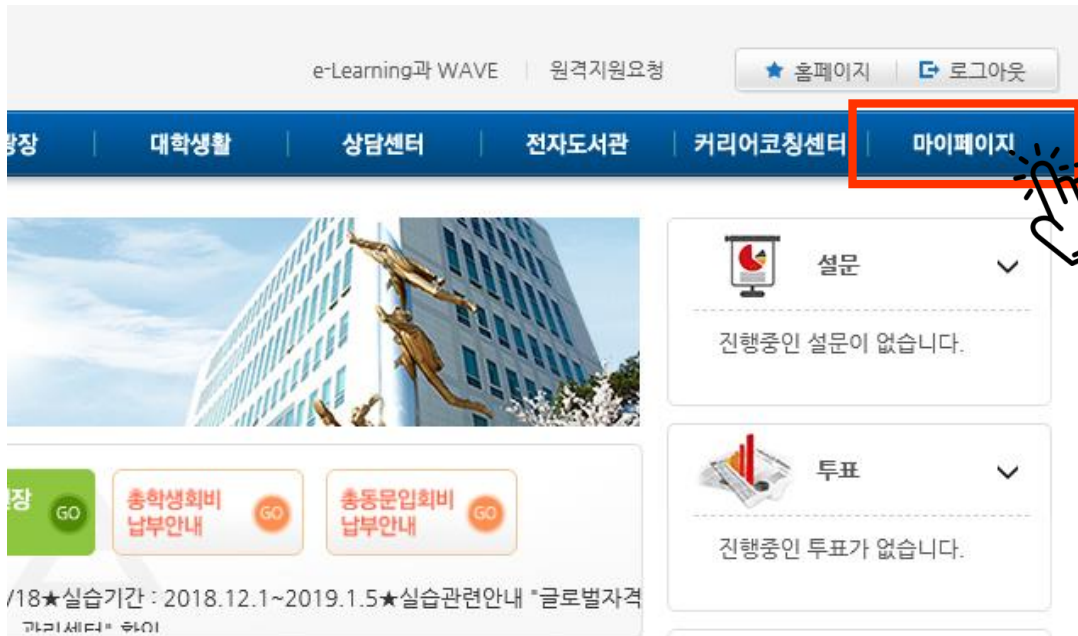 e-Learning과 WAVE 원격지원요청 홈페이지 로그아웃
대학생활 상담센터 전자도서관 커리어코칭센터 마이페이지
설문
진행중인 설문이 없습니다.
투표
진행중인 투표가 없습니다.
GO
총학생회비
납부안내
GO
총동문입회비
납부안내
GO
/18★실습기간 : 2018.12.1~2019.1.5★실습관련안내 "글로벌자격
관리센터" 확인